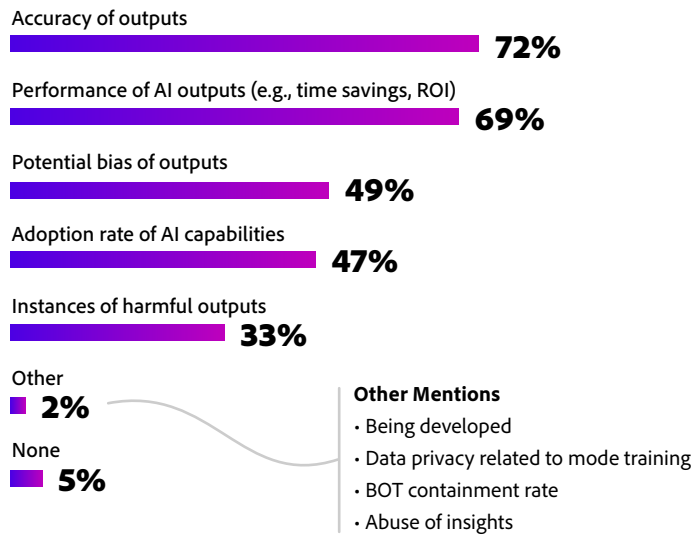 Accuracy of outputs
72%
Performance of AI outputs (e.g., time savings, ROI)
69%
Potential bias of outputs
49%
Adoption rate of AI capabilities
47%
Instances of harmful outputs
33%
Other
2%
None
5%
Other Mentions
• Being developed
• Data privacy related to mode training
• BOT containment rate
• Abuse of insights